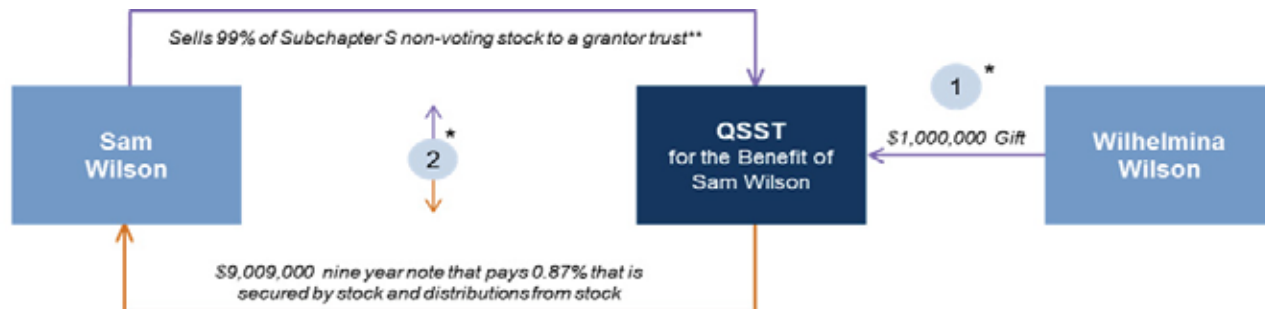 Sells 99% of Subchapter S non-voting stock to a grantor trust**
1 *
Sam
Wilson
2 *
QSST
for the Benefit of
Sam Wilson
$1,000,000 Gift
Wilhelmina
Wilson
$9,009,000 nine year note that pays 0.87% that is
secured by stock and distributions from stock